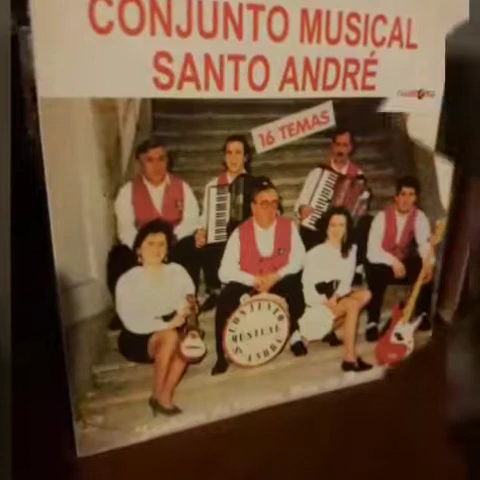 CONJUNTO MUSICAL
SANTO ANDRÉ
16 TEMAS
CONJUNTO
MUSICAL
S. ANDRÉ